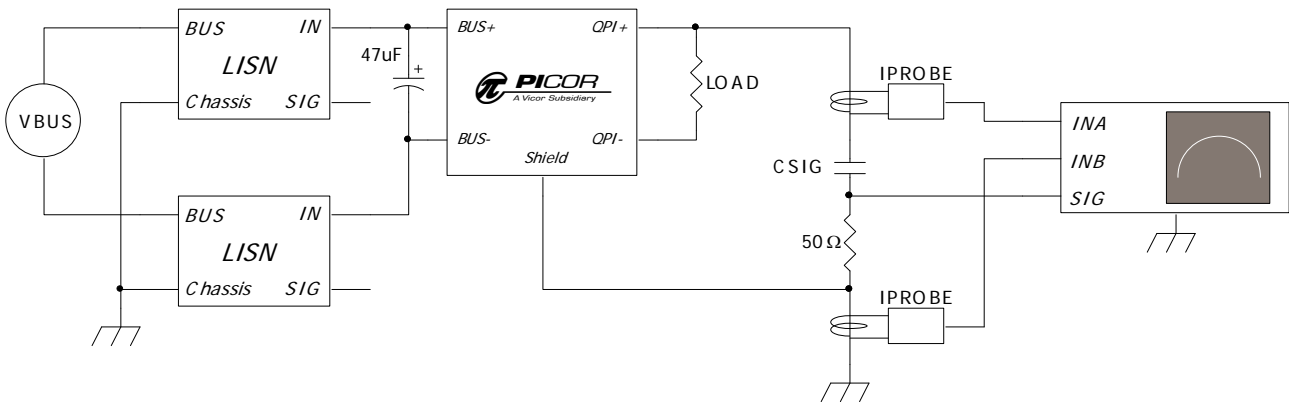 VBUS
BUS IN
LISN
Chassis SIG
BUS IN
LISN
Chassis SIG
47uF
+
BUS+ QPI+
PICOR
A Vicor Subsidiary
BUS- QPI-
Shield
LOAD
IPROBE
CSIG
50Ω
IPROBE
INA
INB
SIG